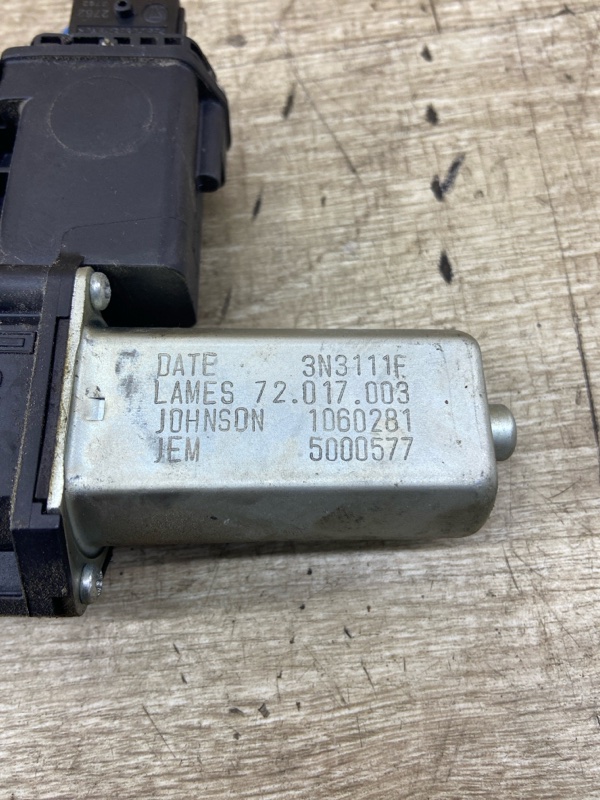 DATE 3N3111F
LAMES 72.017.003
JOHNSON 1060281
JEM 5000577